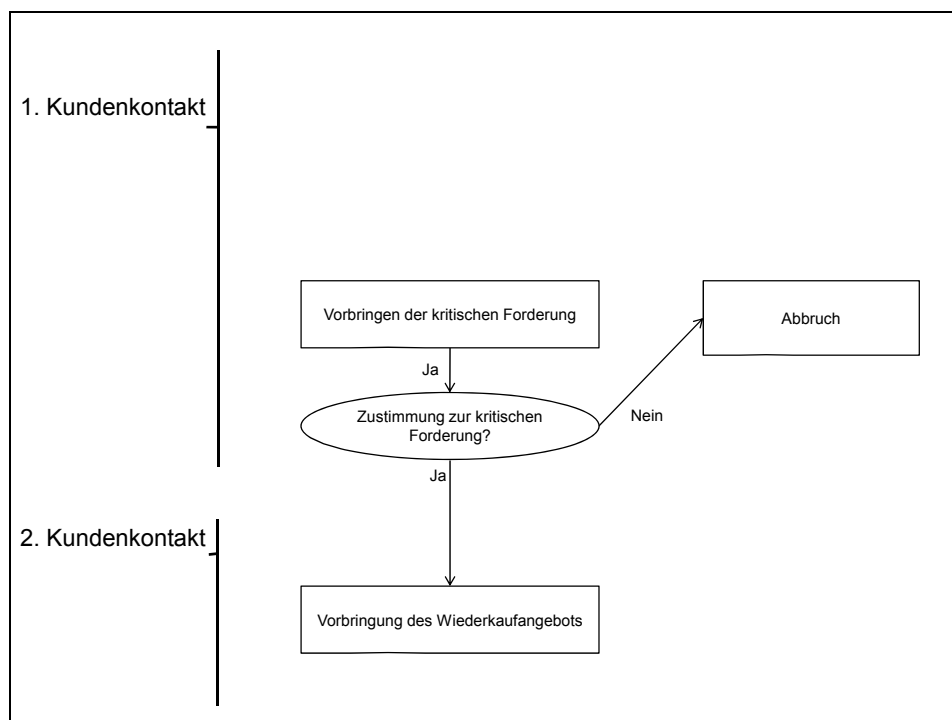 1. Kundenkontakt
Vorbringen der kritischen Forderung
Abbruch
Ja
Zustimmung zur kritischen
Forderung?
Nein
Ja
2. Kundenkontakt
Vorbringung des Wiederkaufangebots